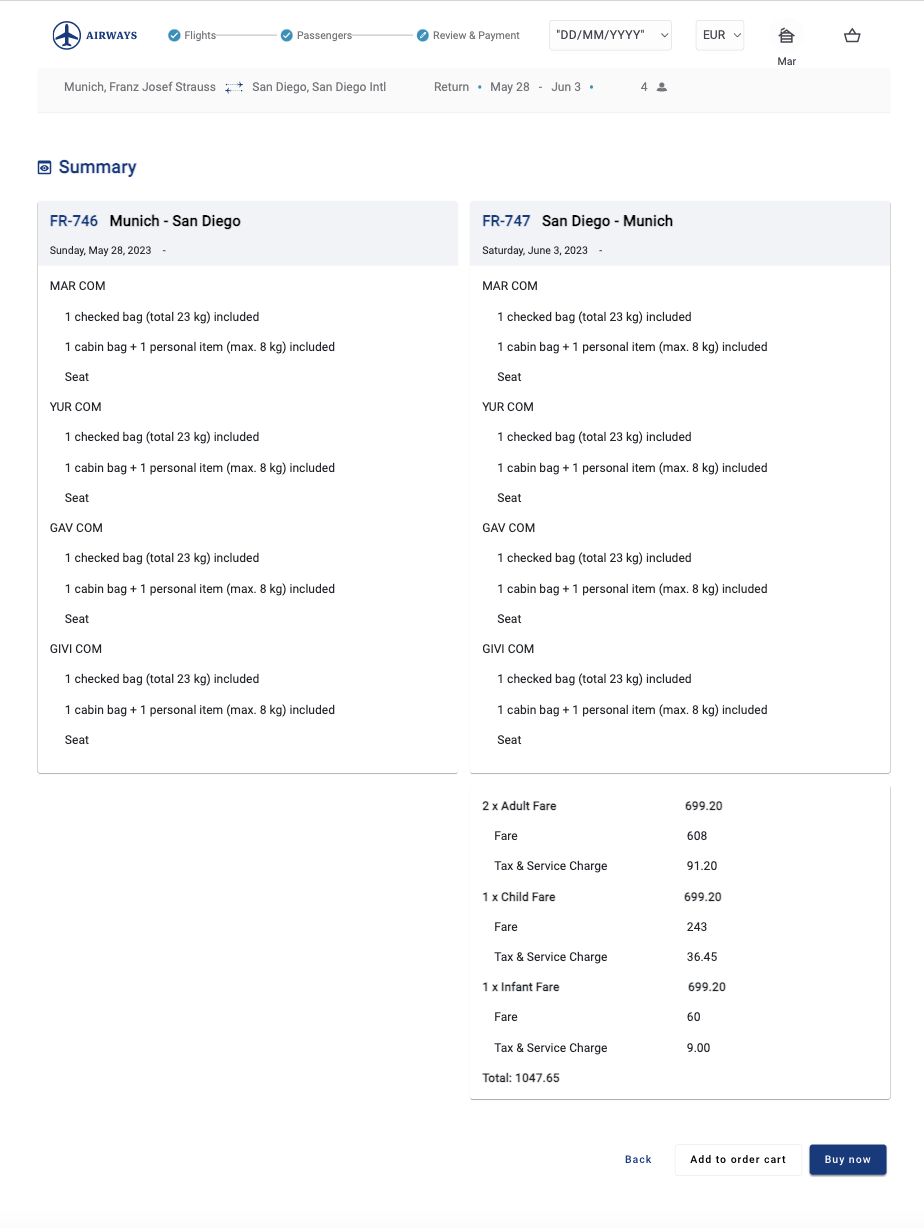 AIRWAYS Flights Passengers Review & Payment "DD/MM/YYYY" EUR
Mar
Munich, Franz Josef Strauss San Diego, San Diego Intl Return • May 28 - Jun 3 • 4
Summary
FR-746 Munich - San Diego
Sunday, May 28, 2023 -
MAR COM
1 checked bag (total 23 kg) included
1 cabin bag + 1 personal item (max. 8 kg) included
Seat
YUR COM
1 checked bag (total 23 kg) included
1 cabin bag + 1 personal item (max. 8 kg) included
Seat
GAV COM
1 checked bag (total 23 kg) included
1 cabin bag + 1 personal item (max. 8 kg) included
Seat
GIVI COM
1 checked bag (total 23 kg) included
1 cabin bag + 1 personal item (max. 8 kg) included
Seat
FR-747 San Diego - Munich
Saturday, June 3, 2023 -
MAR COM
1 checked bag (total 23 kg) included
1 cabin bag + 1 personal item (max. 8 kg) included
Seat
YUR COM
1 checked bag (total 23 kg) included
1 cabin bag + 1 personal item (max. 8 kg) included
Seat
GAV COM
1 checked bag (total 23 kg) included
1 cabin bag + 1 personal item (max. 8 kg) included
Seat
GIVI COM
1 checked bag (total 23 kg) included
1 cabin bag + 1 personal item (max. 8 kg) included
Seat
2 x Adult Fare 699.20
Fare 608
Tax & Service Charge 91.20
1 x Child Fare 699.20
Fare 243
Tax & Service Charge 36.45
1 x Infant Fare 699.20
Fare 60
Tax & Service Charge 9.00
Total: 1047.65
Back Add to order cart Buy now